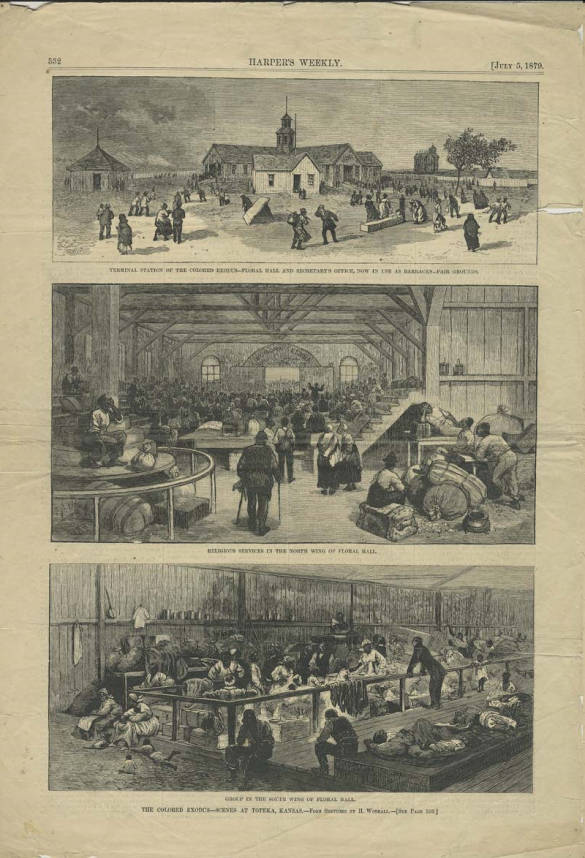 532
HARPER'S WEEKLY.
[JULY 5, 1879.
TERMINAL STATION OF THE COLORED EXODUS—FLORAL HALL AND SECRETARY'S OFFICE, NOW IN USE AS BARRACKS—FAIR GROUNDS.
RELIGIOUS SERVICES IN THE NORTH WING OF FLORAL HALL.
GROUP IN THE SOUTH WING OF FLORAL HALL.
THE COLORED EXODUS—SCENES AT TOPEKA, KANSAS.—FROM SKETCHES BY H. WORRALL.—[SEE PAGE